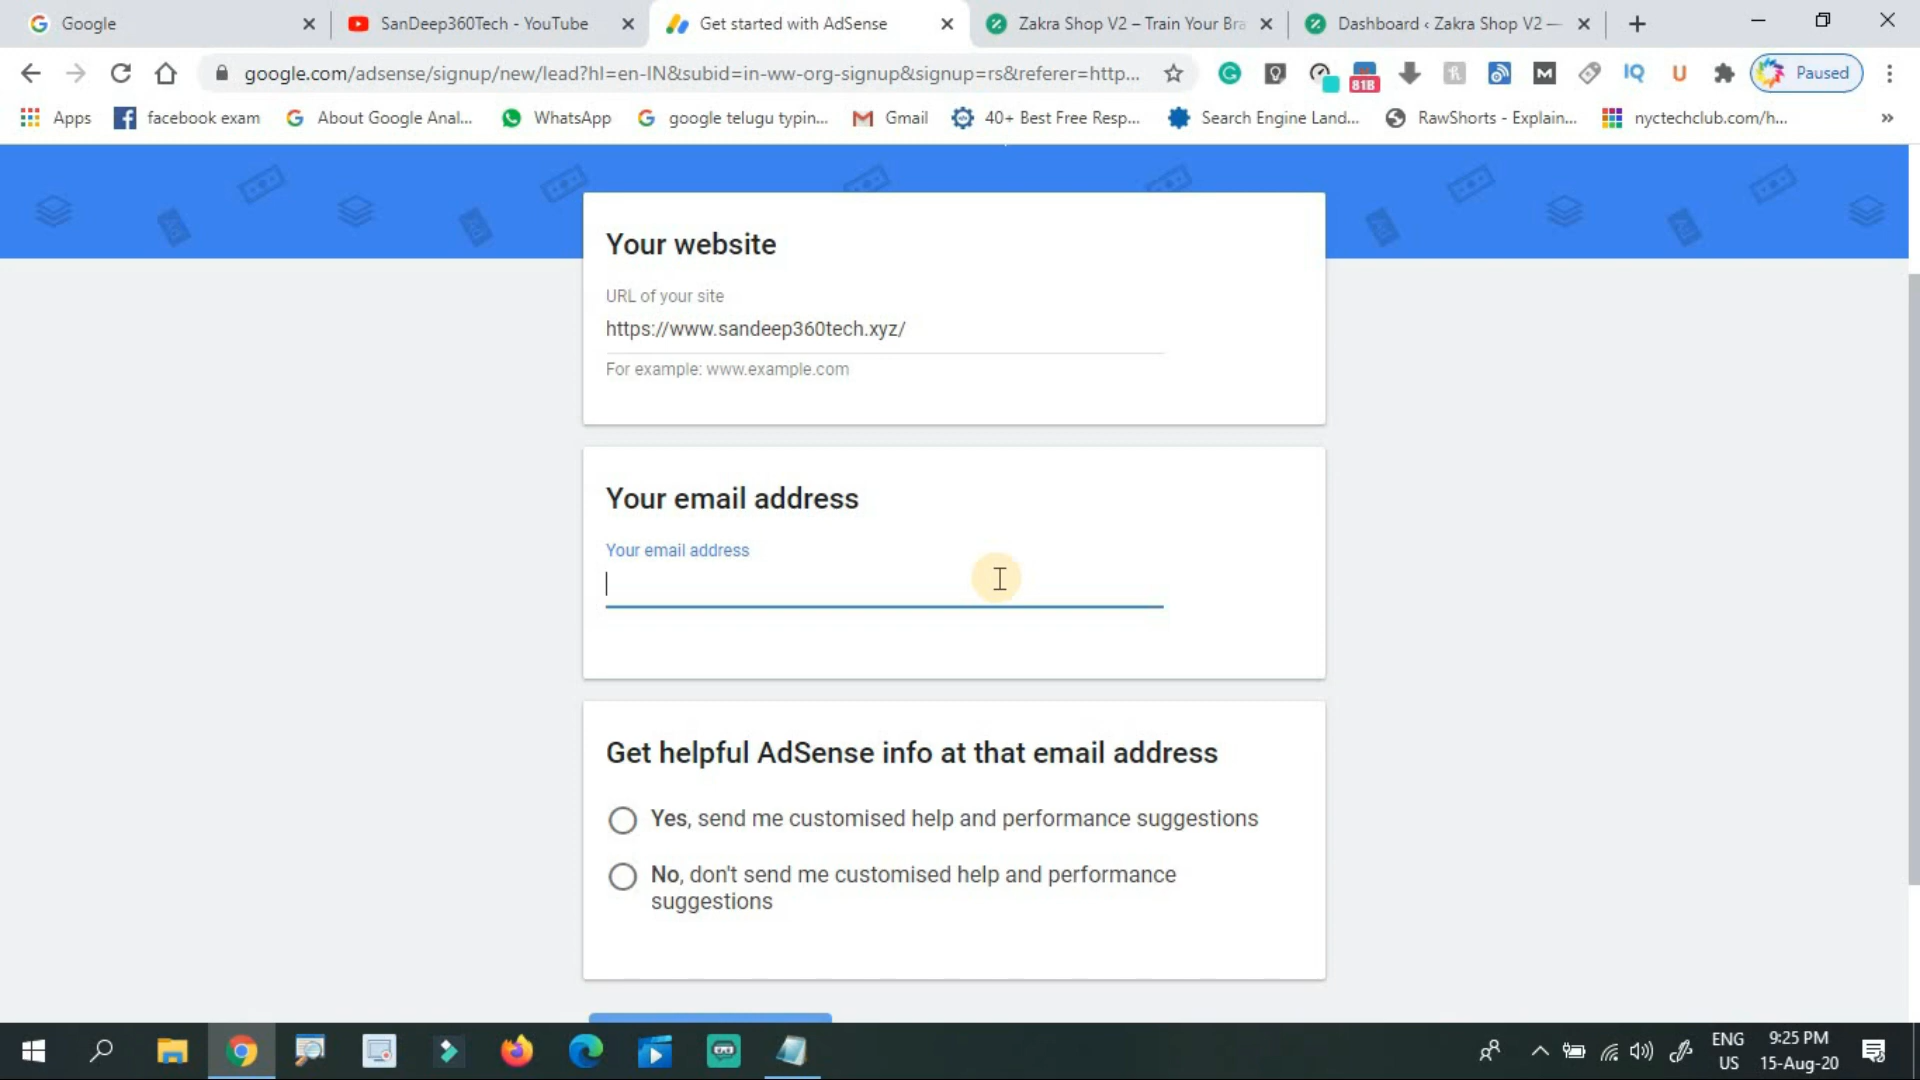 Google
SanDeep360Tech - YouTube
Get started with AdSense
Zakra Shop V2 – Train Your Bra
Dashboard ‹ Zakra Shop V2 —
google.com/adsense/signup/new/lead?hl=en-IN&subid=in-ww-org-signup&signup=rs&referer=http...
81B
M
IQ
U
Paused
Apps
facebook exam
About Google Anal...
WhatsApp
google telugu typin...
Gmail
40+ Best Free Resp...
Search Engine Land...
RawShorts - Explain...
nyctechclub.com/h...
Your website
URL of your site
https://www.sandeep360tech.xyz/
For example: www.example.com
Your email address
Your email address
Get helpful AdSense info at that email address
Yes, send me customised help and performance suggestions
No, don't send me customised help and performance
suggestions
ENG
US
9:25 PM
15-Aug-20